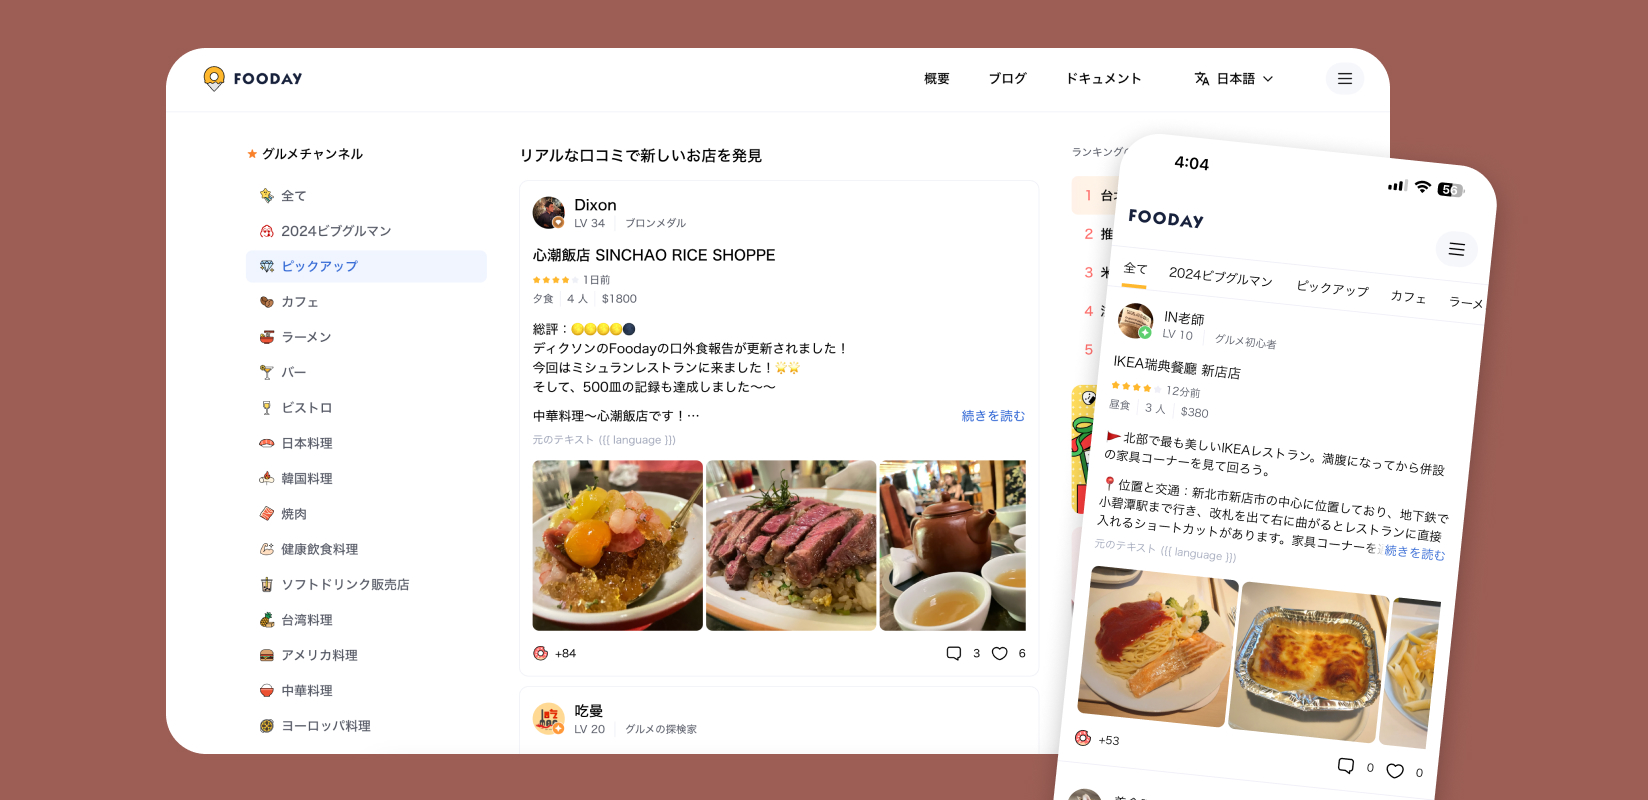 FOODAY
概要
ブログ
ドキュメント
日本語
グルメチャンネル
全て
2024ビブグルマン
ピックアップ
カフェ
ラーメン
バー
ビストロ
日本料理
韓国料理
焼肉
健康飲食料理
ソフトドリンク販売店
台湾料理
アメリカ料理
中華料理
ヨーロッパ料理
リアルな口コミで新しいお店を発見
Dixon
LV 34 ブロンメダル
心潮飯店 SINCHAO RICE SHOPPE
1日前
夕食 4 人 $1800
総評：
ディクソンのFoodayの口外食報告が更新されました！
今回はミシュランレストランに来ました！
そして、500皿の記録も達成しました〜〜
中華料理〜心潮飯店です！… 続きを読む
元のテキスト ({{ language }})
+84
3
6
吃曼
LV 20 グルメの探検家
ランキング
1 台
2 推
3 米
4
5
4:04
56
FOODAY
全て 2024ビブグルマン ピックアップ カフェ ラーメ
IN老師
LV 10 グルメ初心者
IKEA瑞典餐廳 新店店
12分前
昼食 3 人 $380
北部で最も美しいIKEAレストラン。満腹になってから併設
の家具コーナーを見て回ろう。
位置と交通：新北市新店市の中心に位置しており、地下鉄で
小碧潭駅まで行き、改札を出て右に曲がるとレストランに直接
入れるショートカットがあります。家具コーナーを 続きを読む
元のテキスト ({{ language }})
+53
0
0